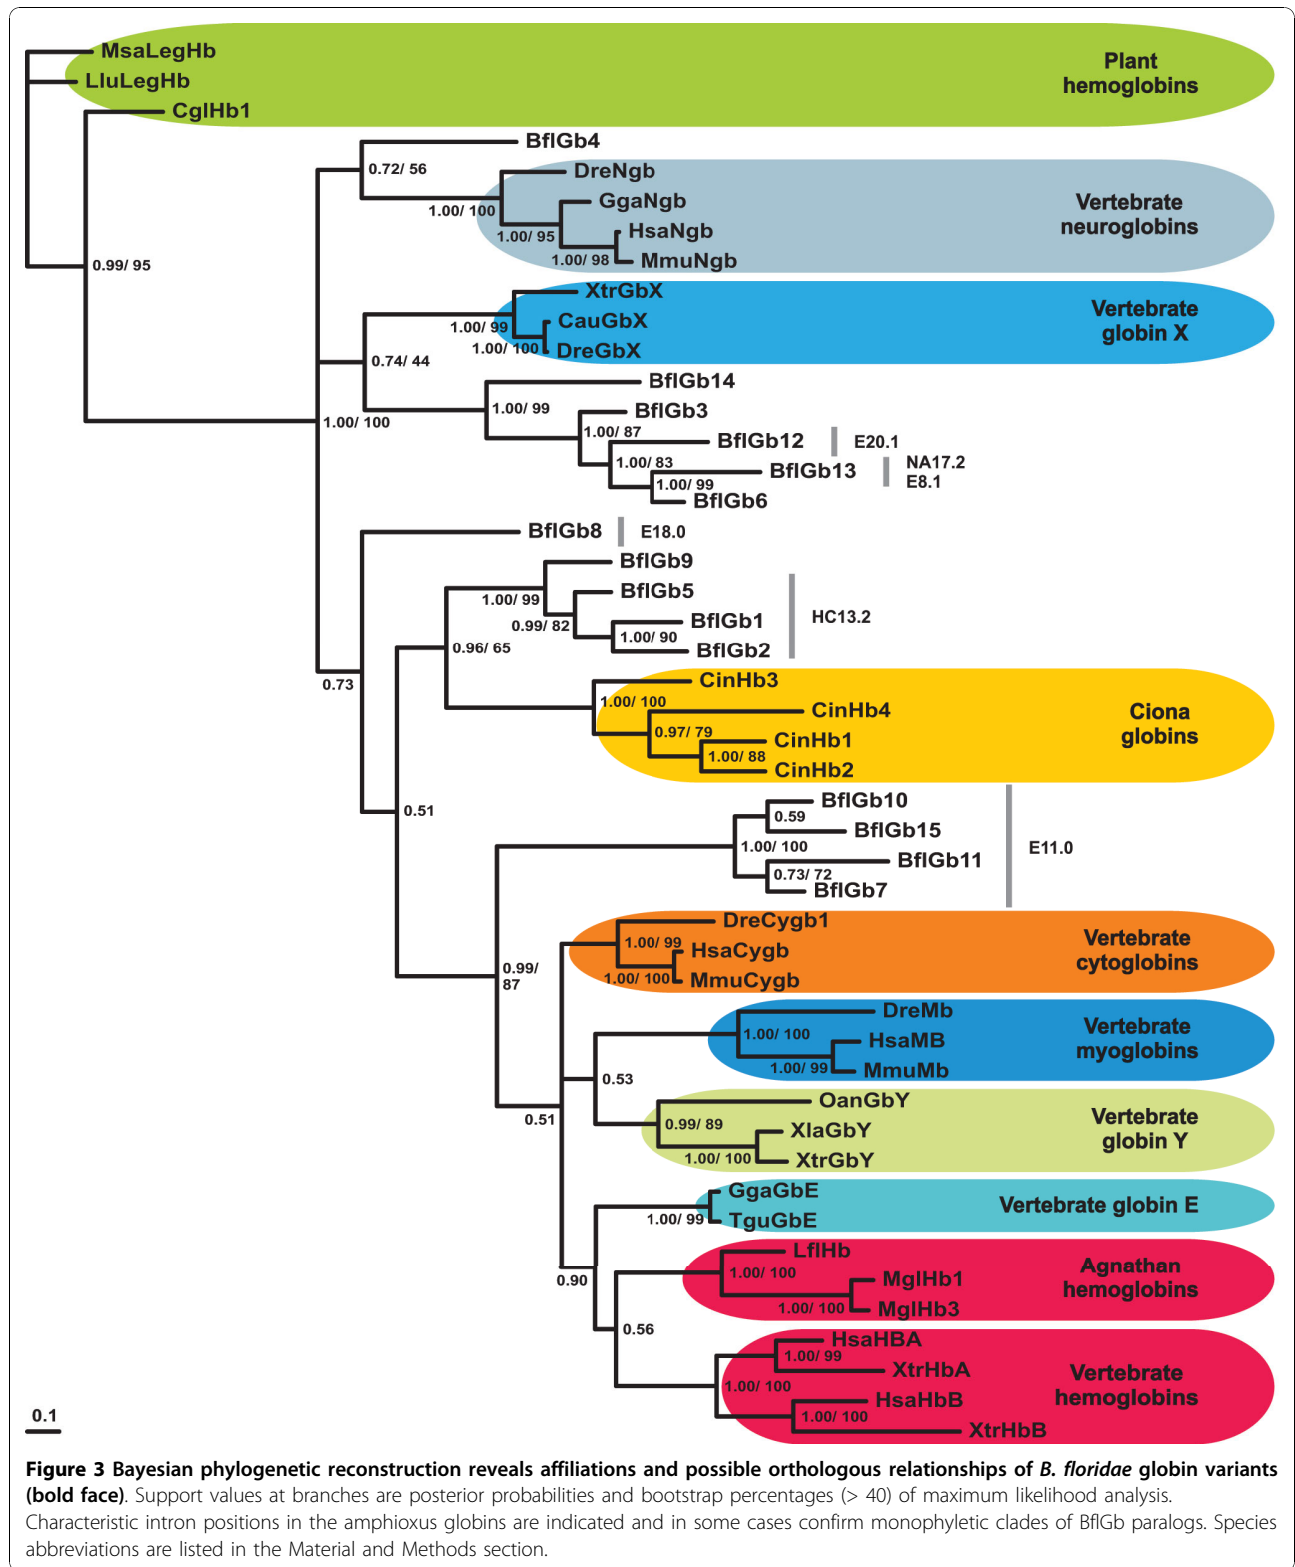 MsaLegHb
LluLegHb
CglHb1
Plant
hemoglobins
0.99/ 95
BflGb4
0.72/ 56
DreNgb
GgaNgb
HsaNgb
MmuNgb
1.00/ 100
1.00/ 95
1.00/ 98
Vertebrate
neuroglobins
XtrGbX
CauGbX
DreGbX
1.00/ 99
1.00/ 100
Vertebrate
globin X
0.74/ 44
1.00/ 100
BflGb14
1.00/ 99
BflGb3
1.00/ 87
BflGb12
E20.1
1.00/ 83
BflGb13
NA17.2
E8.1
1.00/ 99
BflGb6
BflGb8
E18.0
BflGb9
1.00/ 99
BflGb5
0.99/ 82
BflGb1
1.00/ 90
BflGb2
HC13.2
0.96/ 65
0.73
CinHb3
1.00/ 100
CinHb4
0.97/ 79
CinHb1
1.00/ 88
CinHb2
Ciona
globins
0.51
BflGb10
0.59
BflGb15
1.00/ 100
BflGb11
0.73/ 72
BflGb7
E11.0
0.99/
87
DreCygb1
1.00/ 99
HsaCygb
1.00/ 100
MmuCygb
Vertebrate
cytoglobins
DreMb
1.00/ 100
HsaMB
1.00/ 99
MmuMb
Vertebrate
myoglobins
0.53
0.51
OanGbY
0.99/ 89
XlaGbY
1.00/ 100
XtrGbY
Vertebrate
globin Y
GgaGbE
1.00/ 99
TguGbE
Vertebrate globin E
0.90
LflHb
1.00/ 100
MglHb1
1.00/ 100
MglHb3
Agnathan
hemoglobins
0.56
HsaHBA
1.00/ 99
XtrHbA
1.00/ 100
HsaHbB
1.00/ 100
XtrHbB
Vertebrate
hemoglobins
0.1
Figure 3 Bayesian phylogenetic reconstruction reveals affiliations and possible orthologous relationships of B. floridae globin variants
(bold face). Support values at branches are posterior probabilities and bootstrap percentages (> 40) of maximum likelihood analysis.
Characteristic intron positions in the amphioxus globins are indicated and in some cases confirm monophyletic clades of BflGb paralogs. Species
abbreviations are listed in the Material and Methods section.